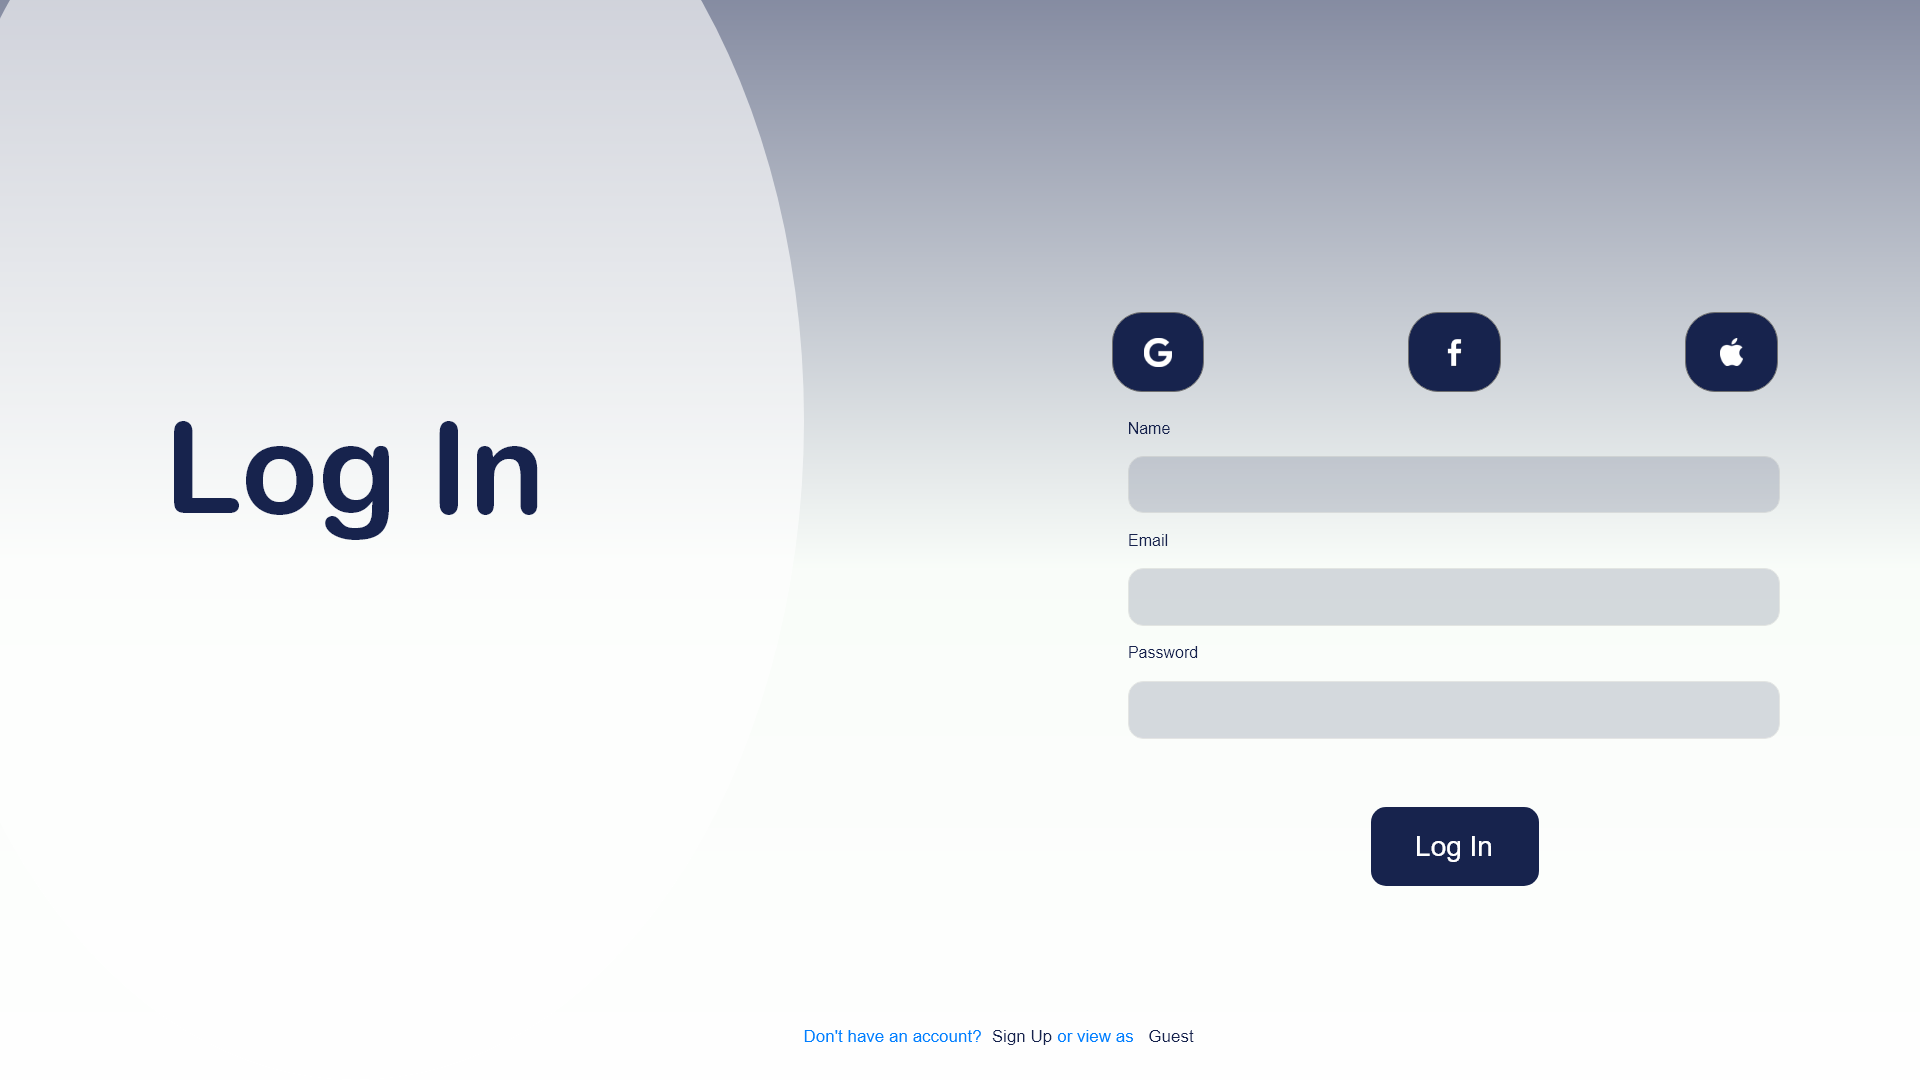 Log In
Name
Email
Password
Log In
Don't have an account? Sign Up or view as Guest